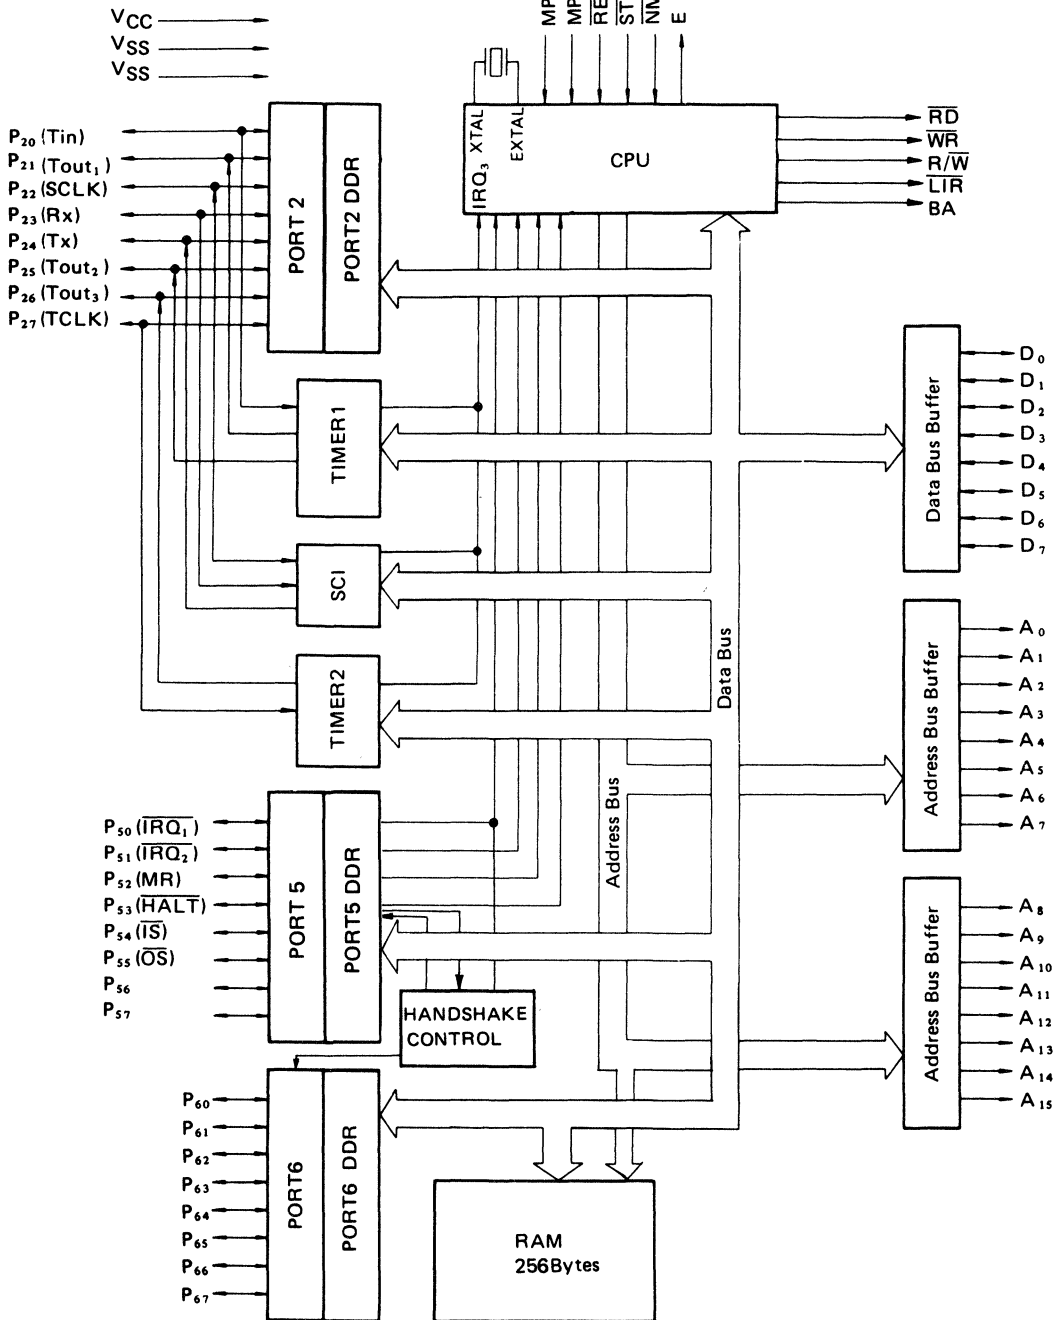 VCC
VSS
VSS
MP
MP
RE
ST
NM
E
XTAL
EXTAL
IRQ₃
CPU
RD
WR
R/W
LIR
BA
P₂₀ (Tin)
P₂₁ (Tout₁)
P₂₂ (SCLK)
P₂₃ (Rx)
P₂₄ (Tx)
P₂₅ (Tout₂)
P₂₆ (Tout₃)
P₂₇ (TCLK)
PORT 2
PORT2 DDR
TIMER1
SCI
TIMER2
Data Bus
Address Bus
Data Bus Buffer
D₀
D₁
D₂
D₃
D₄
D₅
D₆
D₇
Address Bus Buffer
A₀
A₁
A₂
A₃
A₄
A₅
A₆
A₇
P₅₀ (IRQ₁)
P₅₁ (IRQ₂)
P₅₂ (MR)
P₅₃ (HALT)
P₅₄ (IS)
P₅₅ (OS)
P₅₆
P₅₇
PORT 5
PORT5 DDR
HANDSHAKE
CONTROL
Address Bus Buffer
A₈
A₉
A₁₀
A₁₁
A₁₂
A₁₃
A₁₄
A₁₅
P₆₀
P₆₁
P₆₂
P₆₃
P₆₄
P₆₅
P₆₆
P₆₇
PORT6
PORT6 DDR
RAM
256Bytes